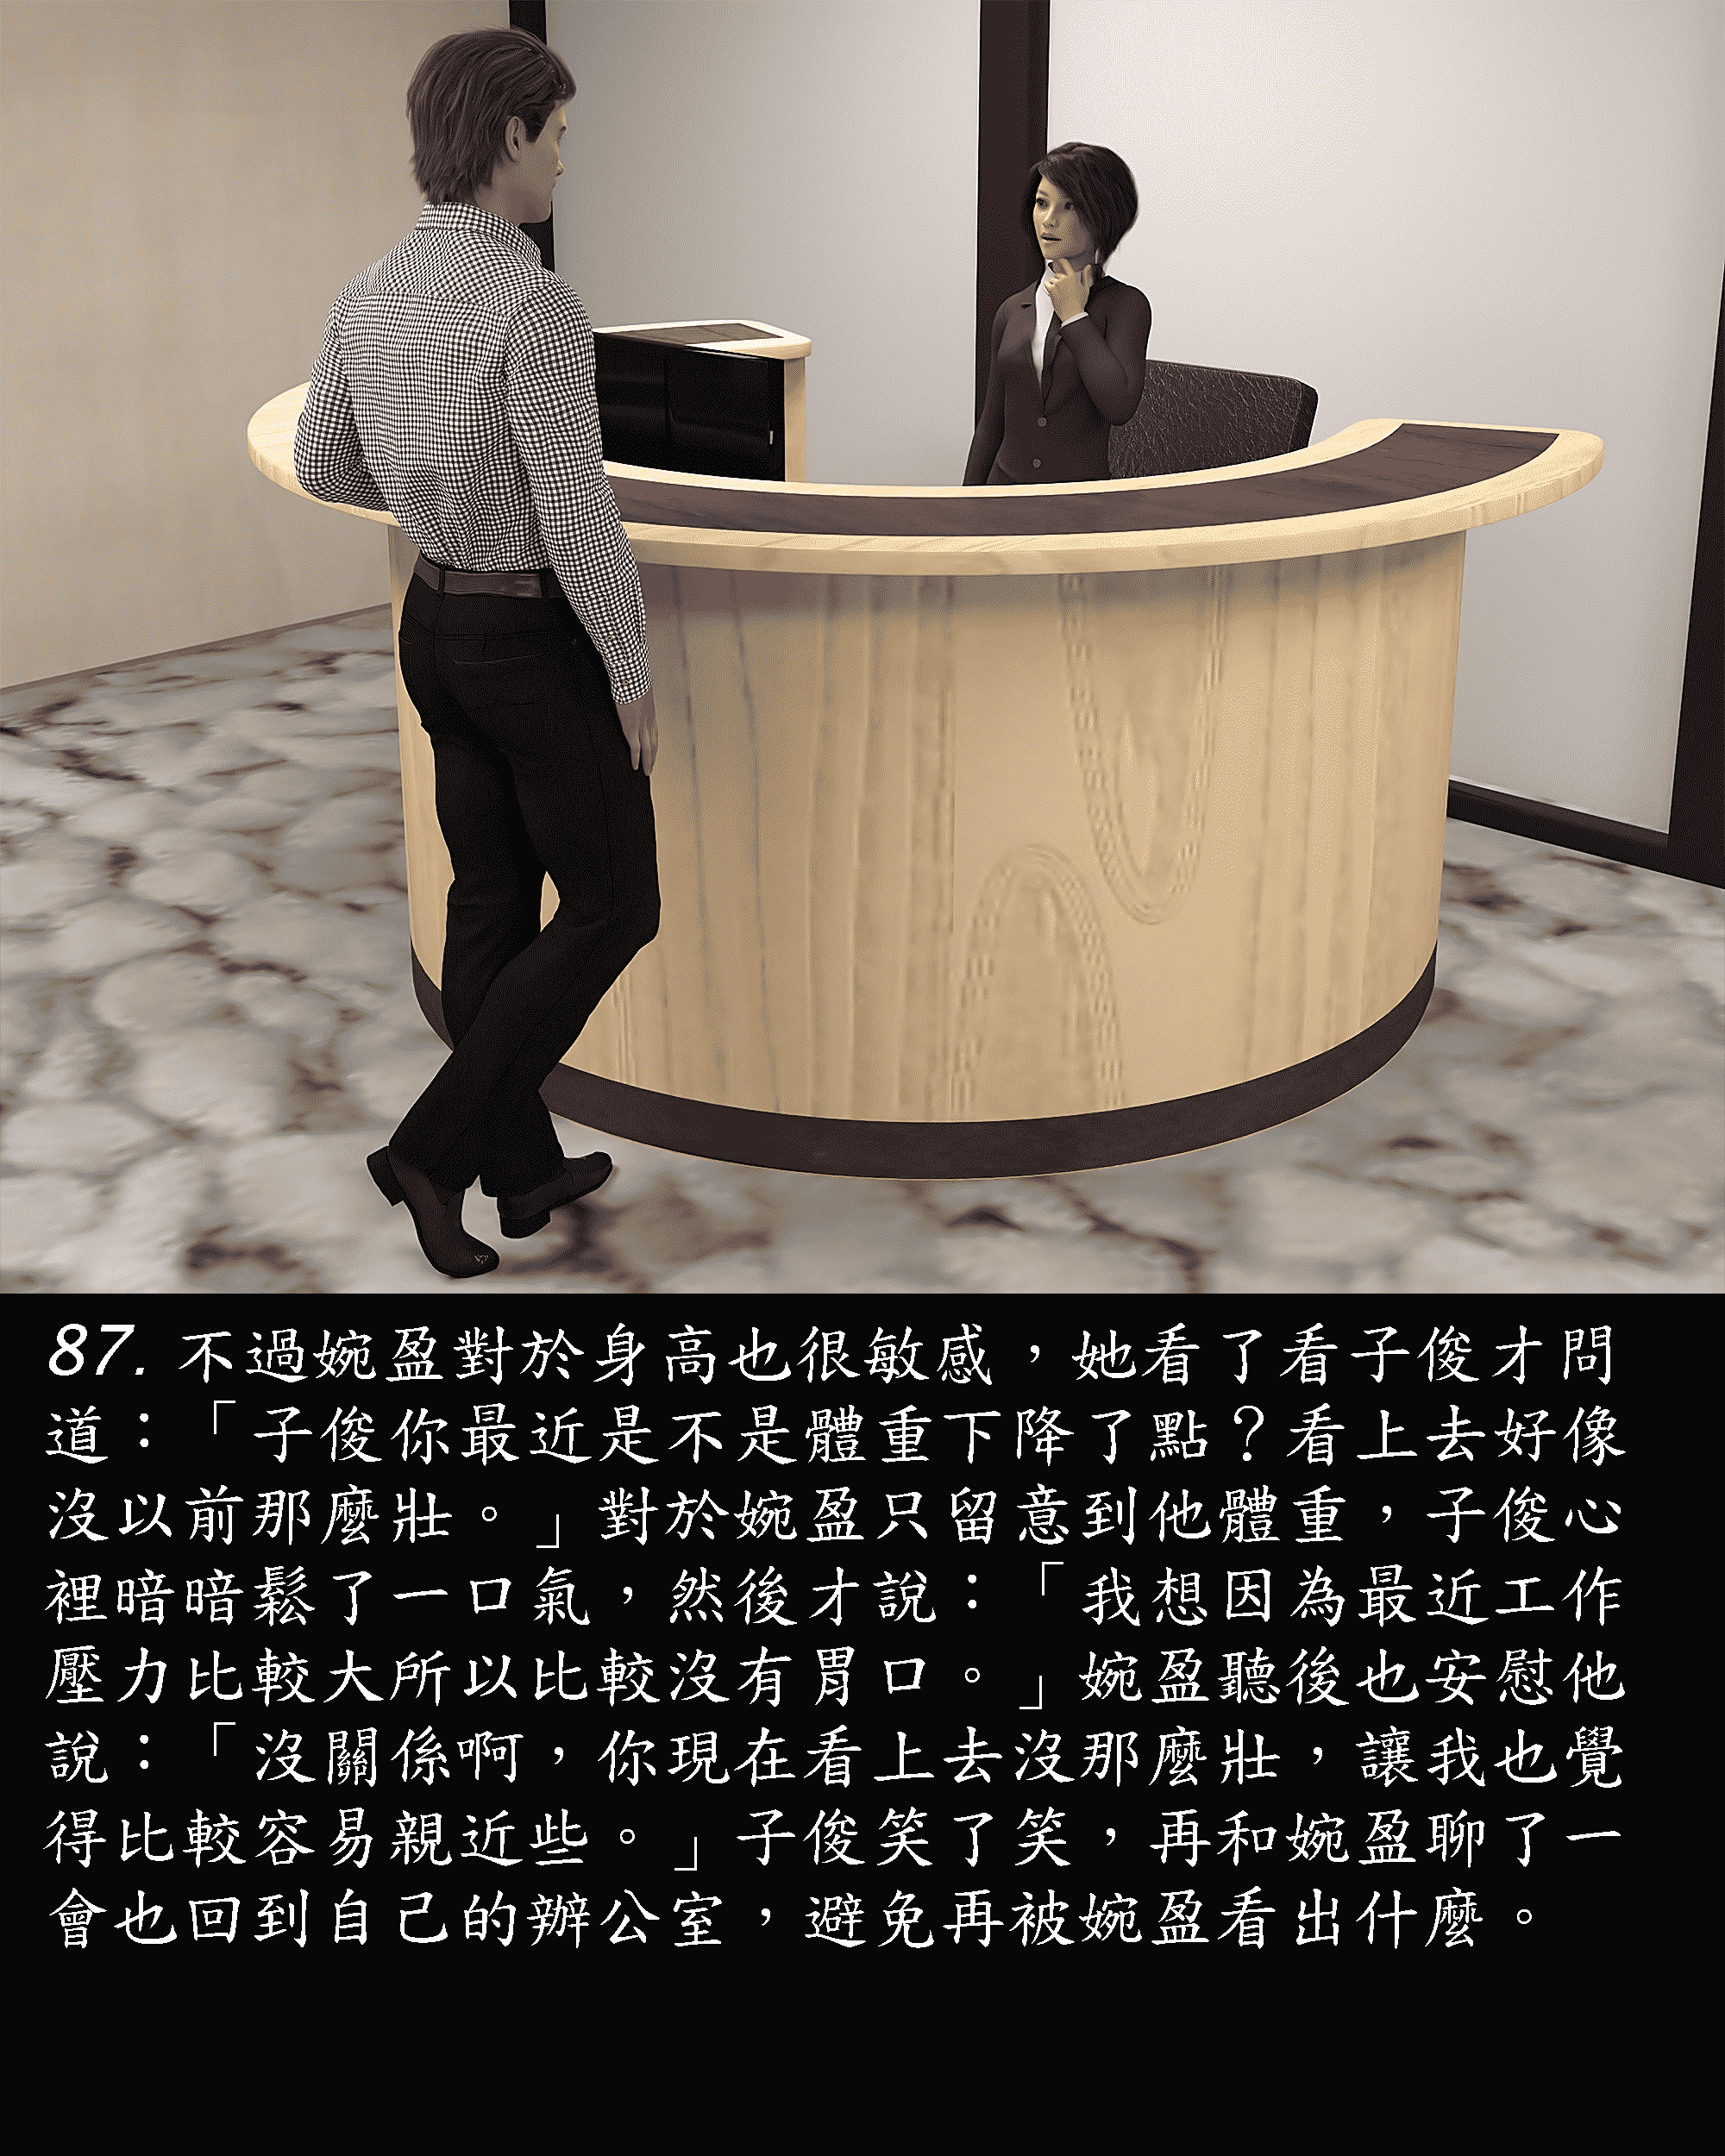 87. 不過婉盈對於身高也很敏感，她看了看子俊才問
道：「子俊你最近是不是體重下降了點？看上去好像
沒以前那麼壯。」對於婉盈只留意到他體重，子俊心
裡暗暗鬆了一口氣，然後才說：「我想因為最近工作
壓力比較大所以比較沒有胃口。」婉盈聽後也安慰他
說：「沒關係啊，你現在看上去沒那麼壯，讓我也覺
得比較容易親近些。」子俊笑了笑，再和婉盈聊了一
會也回到自己的辦公室，避免再被婉盈看出什麼。